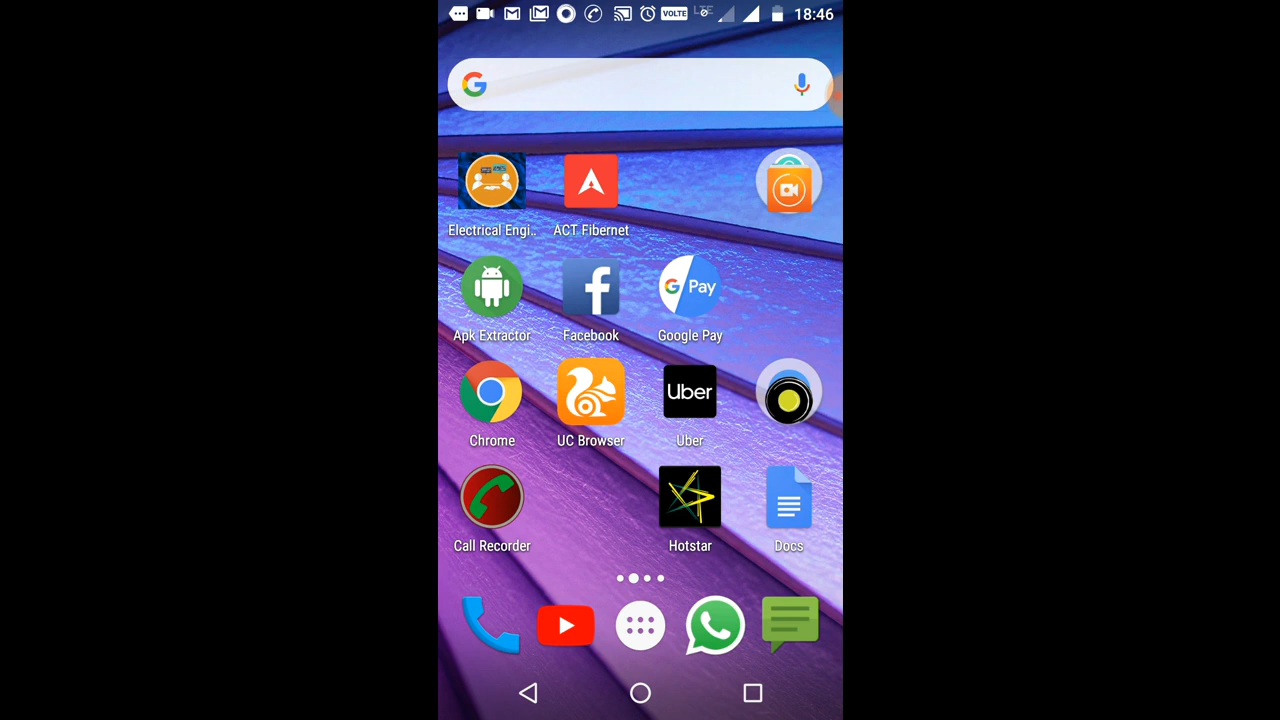 VOLTE LTE 18:46
Electrical Engi.. ACT Fibernet
G Pay
Apk Extractor Facebook Google Pay
Uber
Chrome UC Browser Uber
Call Recorder Hotstar Docs